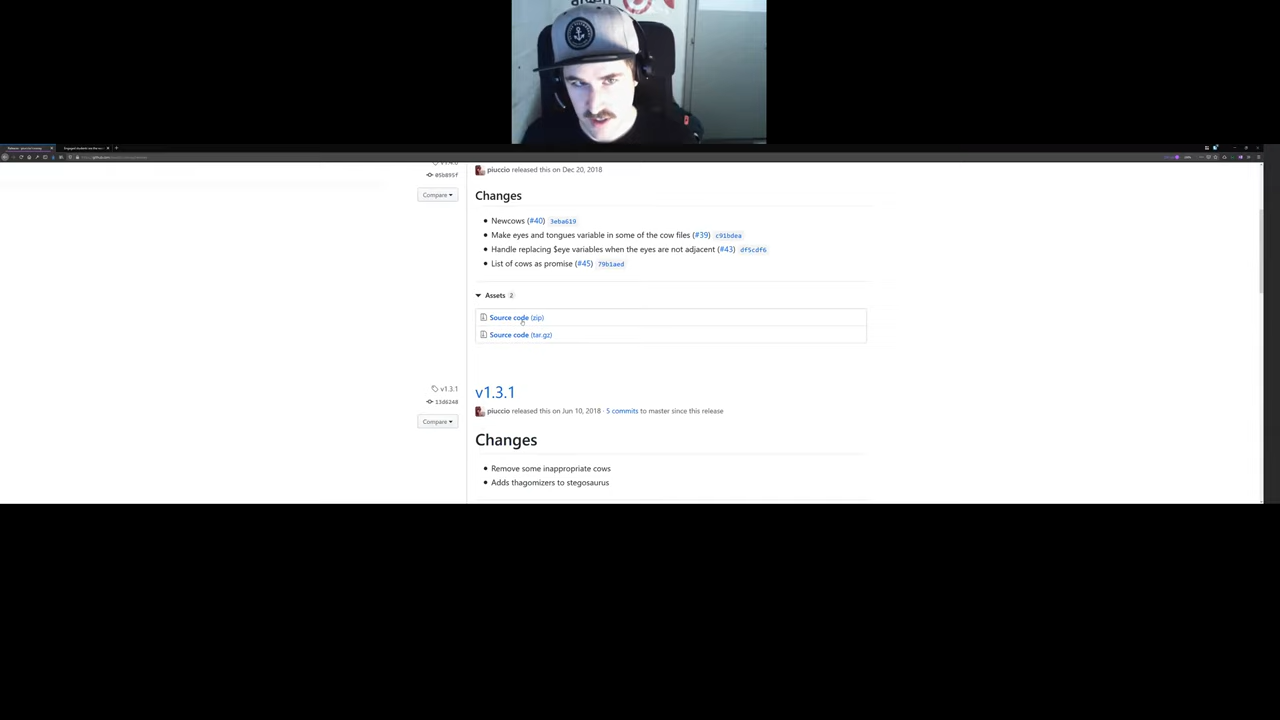 piuccio released this on Dec 20, 2018
05b895f
Compare
Changes
Newcows (#40) 3eba619
Make eyes and tongues variable in some of the cow files (#39) c91bdea
Handle replacing $eye variables when the eyes are not adjacent (#43) df5cdf6
List of cows as promise (#45) 79b1aed
Assets 2
Source code (zip)
Source code (tar.gz)
v1.3.1
v1.3.1
13d6248
piuccio released this on Jun 10, 2018 · 5 commits to master since this release
Compare
Changes
Remove some inappropriate cows
Adds thagomizers to stegosaurus